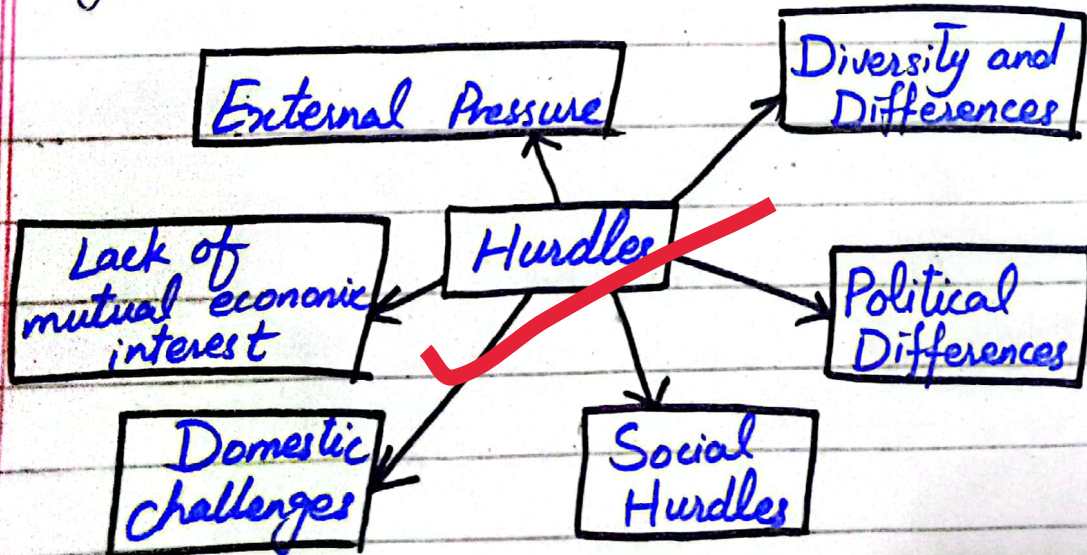 External Pressure
Diversity and
Differences
Hurdles
Lack of
mutual economic
interest
Political
Differences
Domestic
challenges
Social
Hurdles